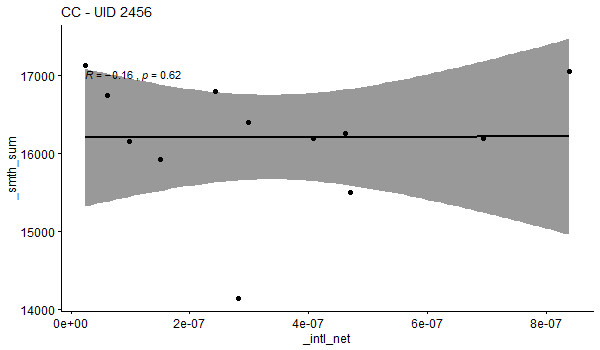 CC - UID 2456
R = −0.16 , p = 0.62
17000
16000
15000
14000
_smth_sum
0e+00 2e-07 4e-07 6e-07 8e-07
_intl_net